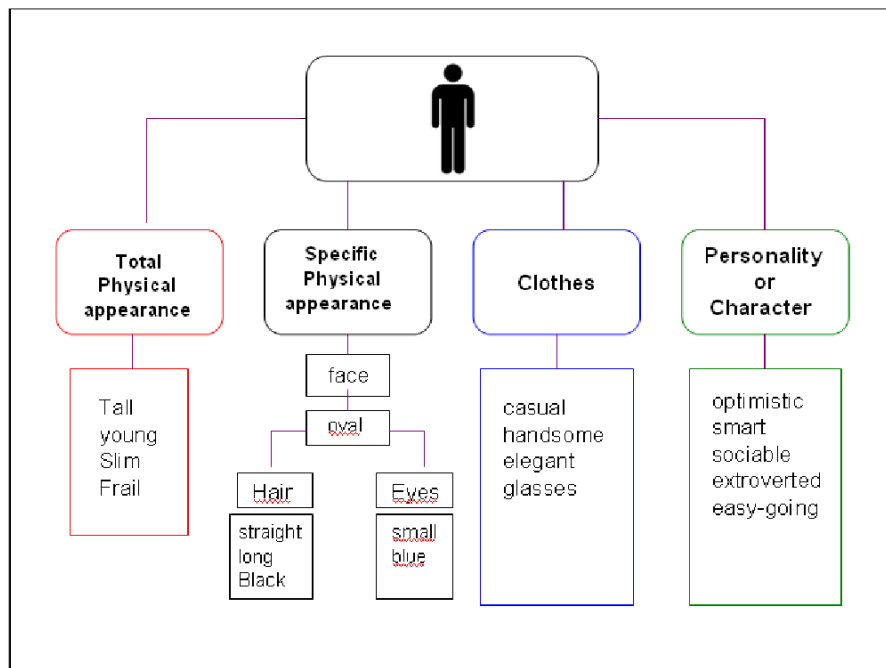 Total
Physical
appearance
Specific
Physical
appearance
Clothes
Personality
or
Character
Tall
young
Slim
Frail
face
oval
Hair
straight
long
Black
Eyes
small
blue
casual
handsome
elegant
glasses
optimistic
smart
sociable
extroverted
easy-going